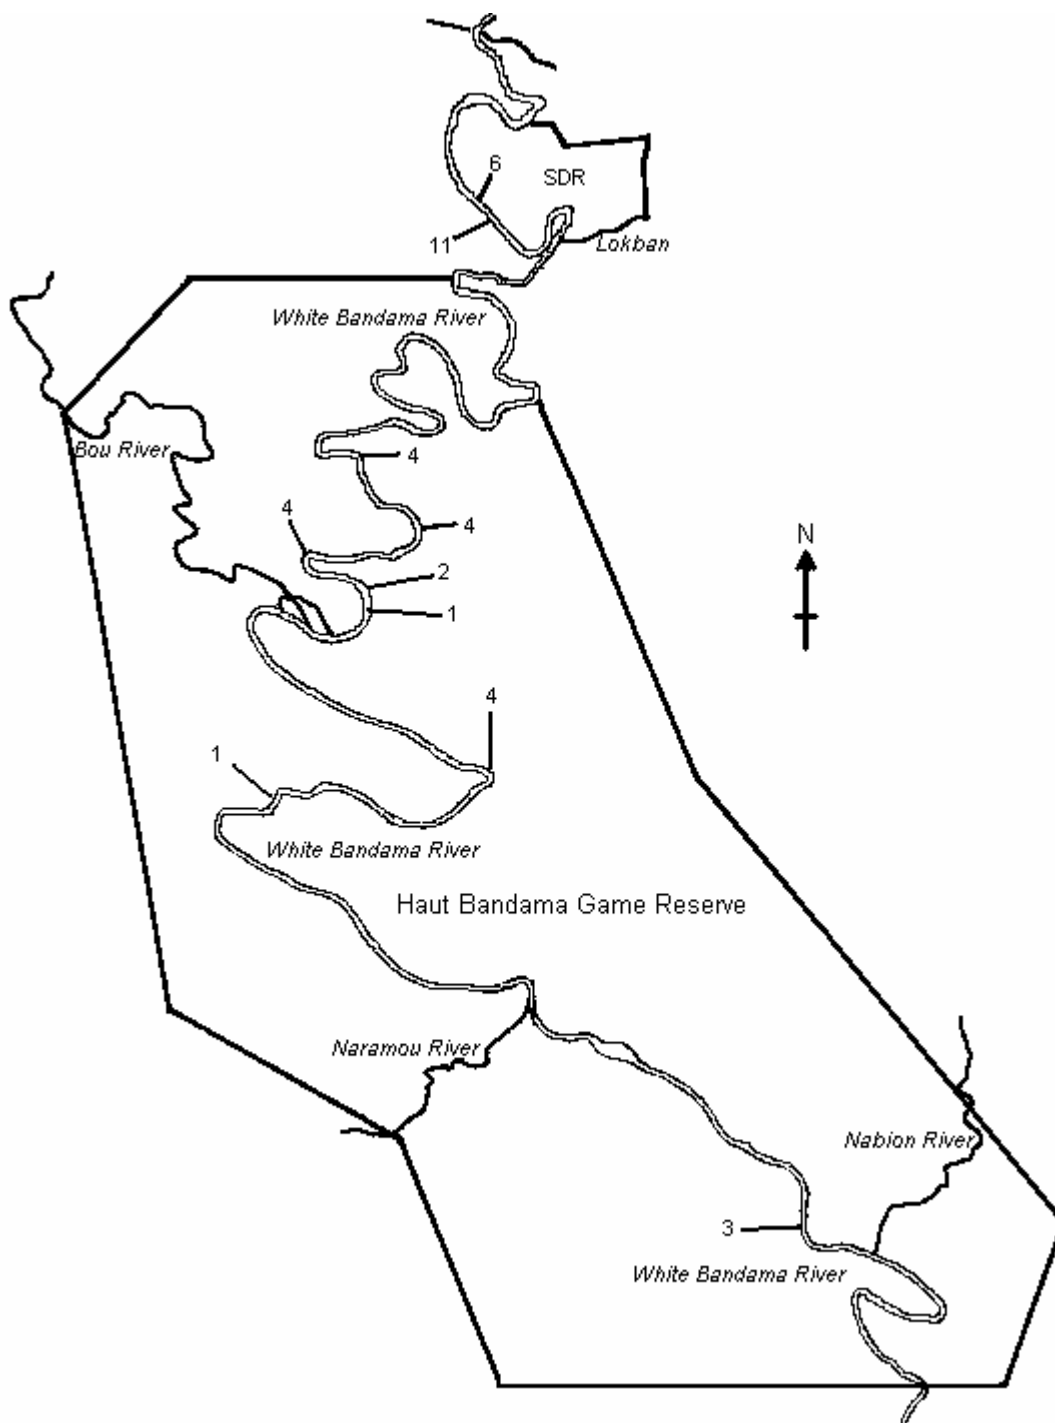 6
SDR
11
Lokban
White Bandama River
Bou River
4
4
4
N
2
1
4
1
White Bandama River
Haut Bandama Game Reserve
Naramou River
Nabion River
3
White Bandama River